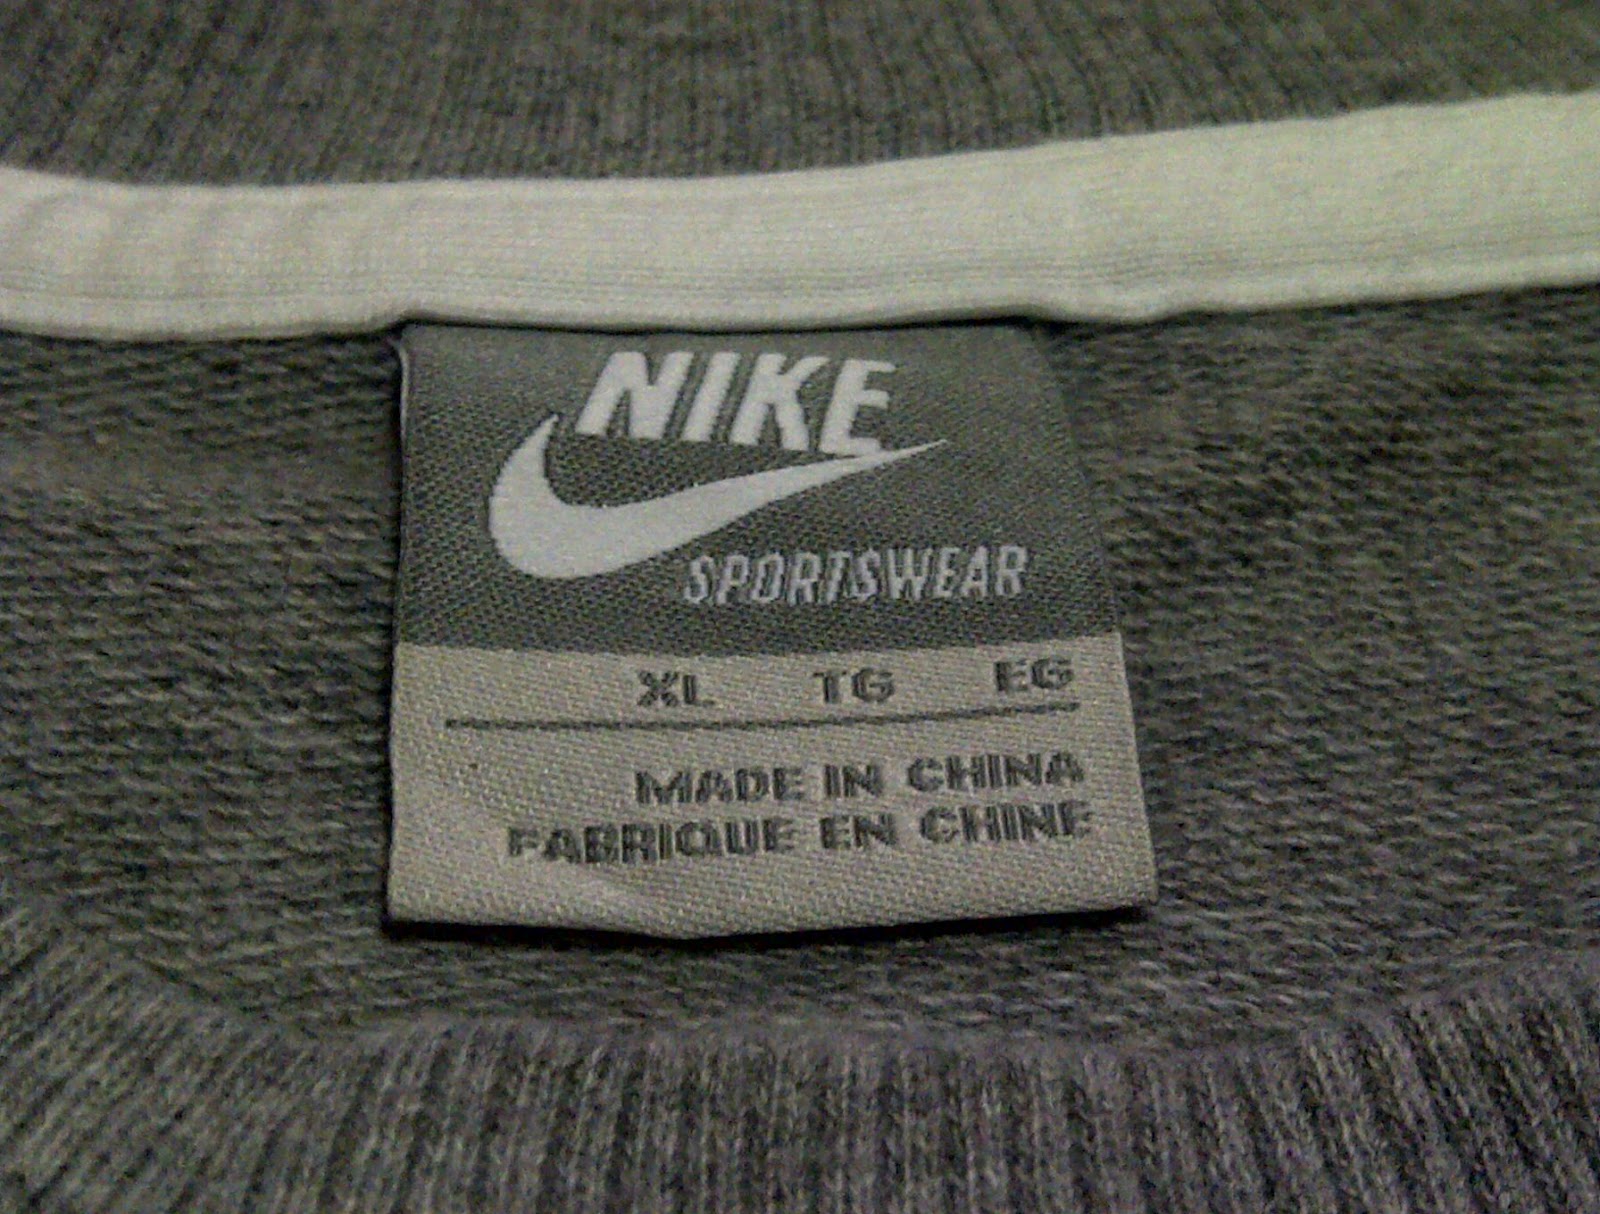 NIKE
SPORTSWEAR
XL TG EG
MADE IN CHINA
FABRIQUE EN CHINE